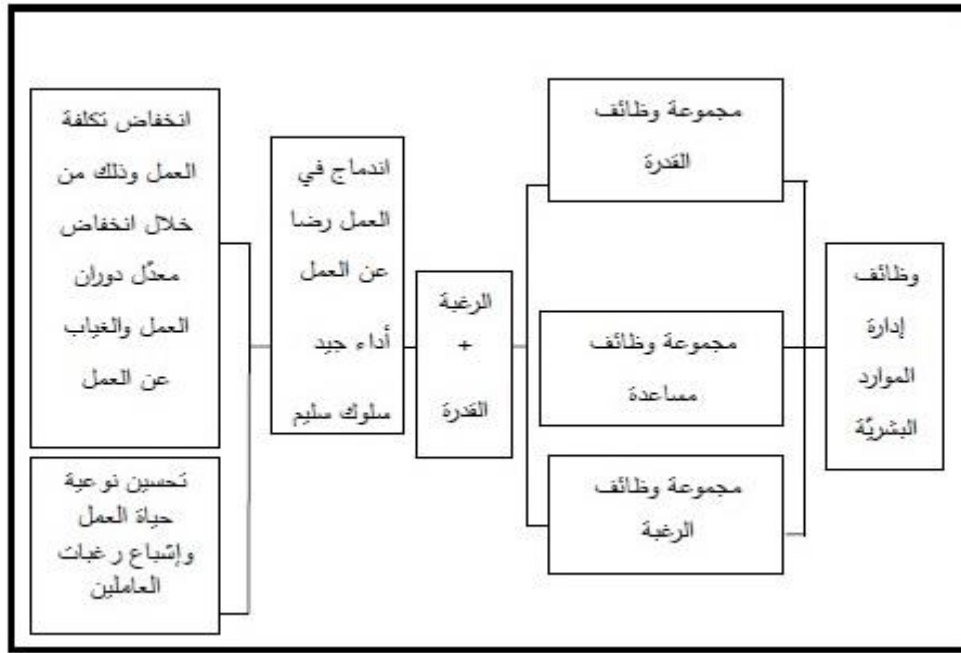 وظائف
إدارة
الموارد
البشريّة
مجموعة وظائف
القدرة
مجموعة وظائف
مساعدة
مجموعة وظائف
الرغبة
الرغبة
+
القدرة
اندماج في
العمل رضا
عن العمل
أداء جيد
سلوك سليم
انخفاض تكلفة
العمل وذلك من
خلال انخفاض
معدّل دوران
العمل والغياب
عن العمل
تحسين نوعية
حياة العمل
وإشباع رغبات
العاملين